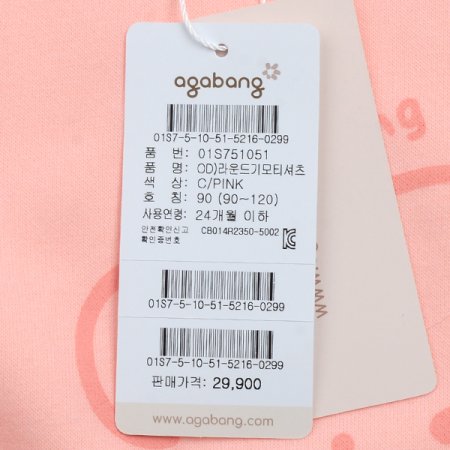 agabang
01S7-5-10-51-5216-0299
품 번: 01S751051
품 명: OD)라운드기모티셔츠
색 상: C/PINK
호 칭: 90 (90~120)
사용연령: 24개월 이하
안전확인신고 CB014R2350-5002
확인증번호
01S7-5-10-51-5216-0299
01S7-5-10-51-5216-0299
판매가격: 29,900
www.agabang.com